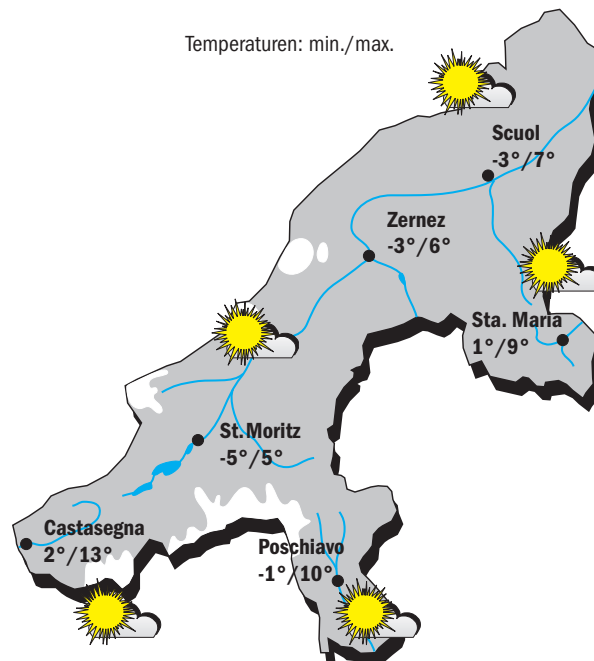 Temperaturen: min./max.
Scuol
-3°/7°
Zernez
-3°/6°
Sta. Maria
1°/9°
St. Moritz
-5°/5°
Castasegna
2°/13°
Poschiavo
-1°/10°